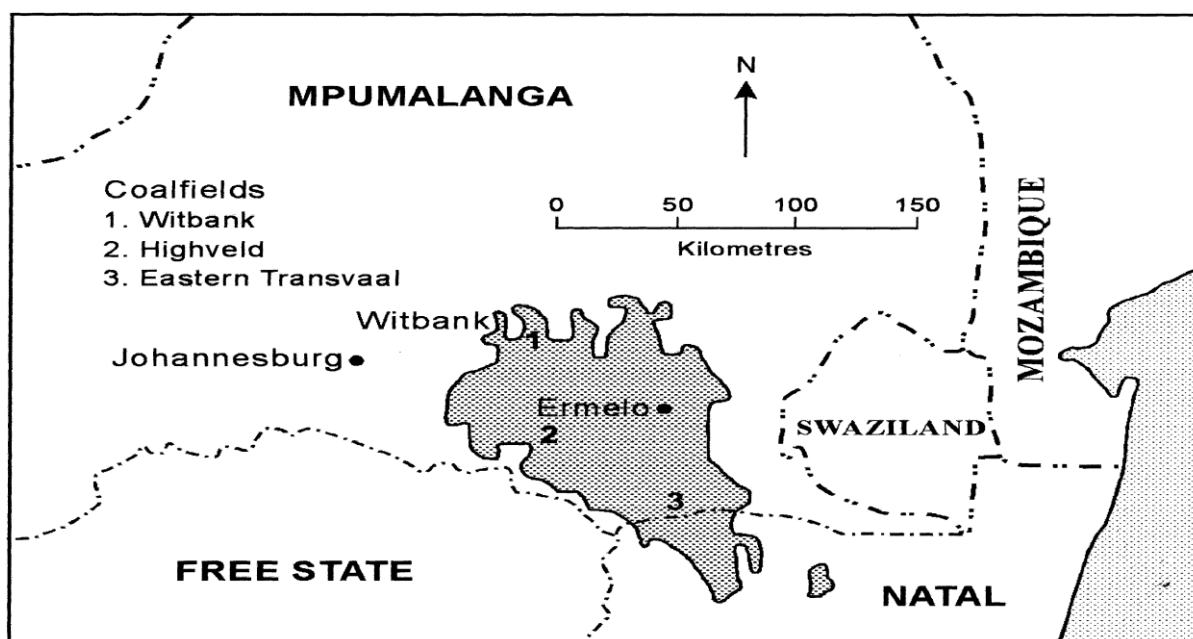 MPUMALANGA
N
Coalfields
1. Witbank
2. Highveld
3. Eastern Transvaal
0 50 100 150
Kilometres
MOZAMBIQUE
Witbank
1
Johannesburg
Ermelo
2
SWAZILAND
3
FREE STATE
NATAL